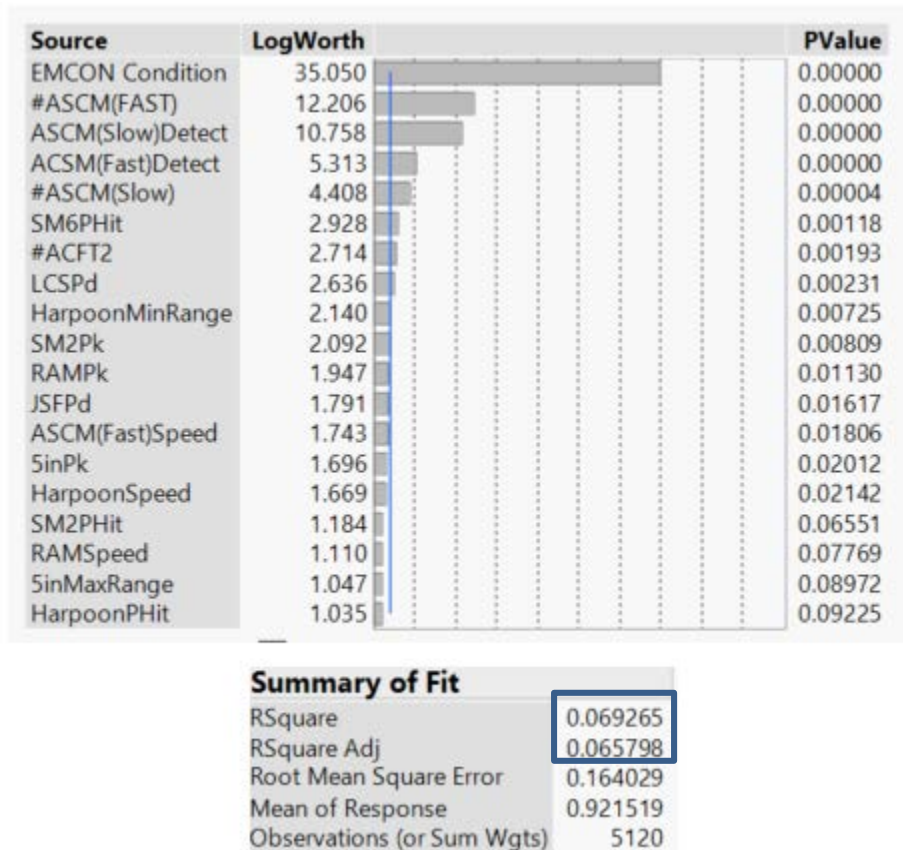 Source LogWorth PValue
EMCON Condition 35.050 0.00000
#ASCM(FAST) 12.206 0.00000
ASCM(Slow)Detect 10.758 0.00000
ACSM(Fast)Detect 5.313 0.00000
#ASCM(Slow) 4.408 0.00004
SM6PHit 2.928 0.00118
#ACFT2 2.714 0.00193
LCSPd 2.636 0.00231
HarpoonMinRange 2.140 0.00725
SM2Pk 2.092 0.00809
RAMPk 1.947 0.01130
JSFPd 1.791 0.01617
ASCM(Fast)Speed 1.743 0.01806
5inPk 1.696 0.02012
HarpoonSpeed 1.669 0.02142
SM2PHit 1.184 0.06551
RAMSpeed 1.110 0.07769
5inMaxRange 1.047 0.08972
HarpoonPHit 1.035 0.09225
Summary of Fit
RSquare 0.069265
RSquare Adj 0.065798
Root Mean Square Error 0.164029
Mean of Response 0.921519
Observations (or Sum Wgts) 5120